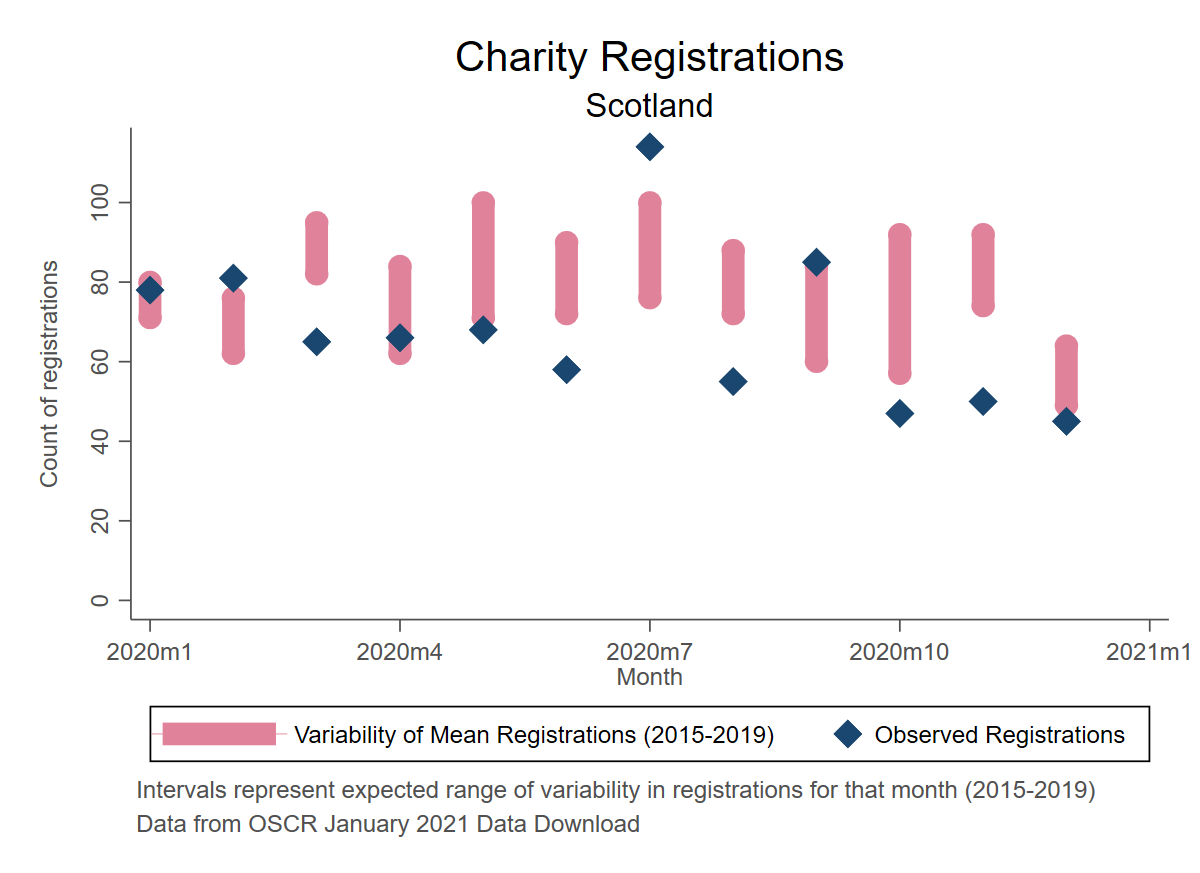 Charity Registrations
Scotland
Count of registrations
100
80
60
40
20
0
2020m1 2020m4 2020m7 2020m10 2021m1
Month
Variability of Mean Registrations (2015-2019) Observed Registrations
Intervals represent expected range of variability in registrations for that month (2015-2019)
Data from OSCR January 2021 Data Download